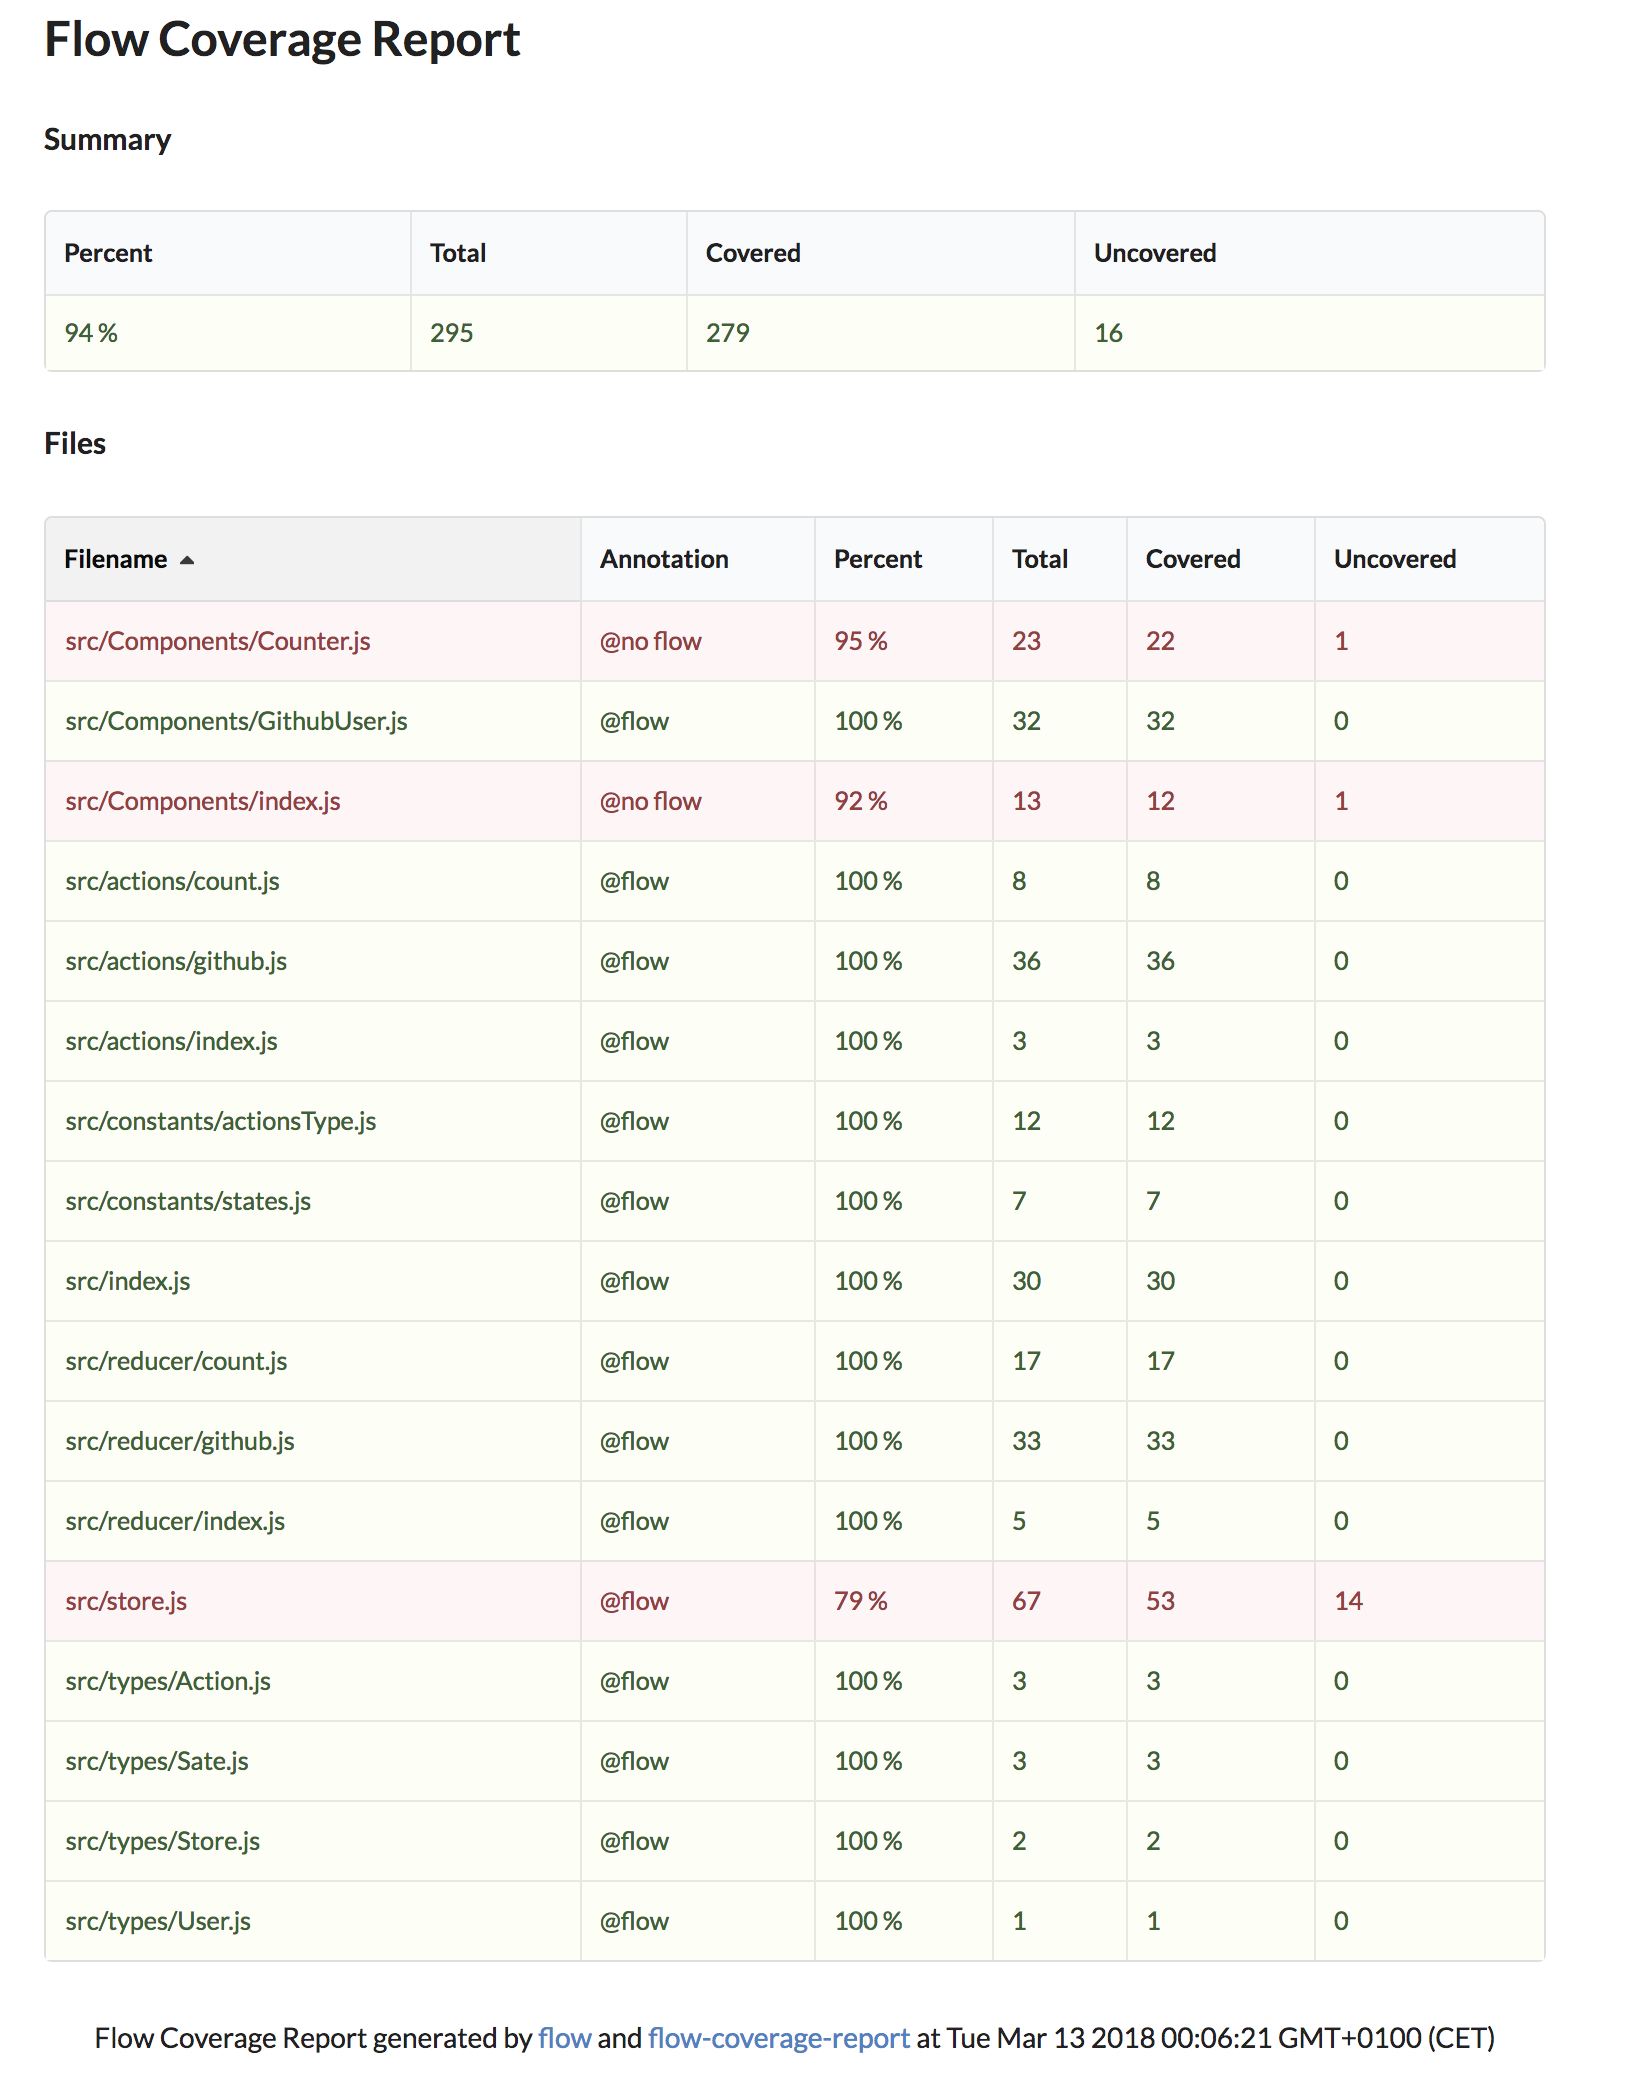 Flow Coverage Report
Summary
Percent Total Covered Uncovered
94 % 295 279 16
Files
Filename Annotation Percent Total Covered Uncovered
src/Components/Counter.js @no flow 95 % 23 22 1
src/Components/GithubUser.js @flow 100 % 32 32 0
src/Components/index.js @no flow 92 % 13 12 1
src/actions/count.js @flow 100 % 8 8 0
src/actions/github.js @flow 100 % 36 36 0
src/actions/index.js @flow 100 % 3 3 0
src/constants/actionsType.js @flow 100 % 12 12 0
src/constants/states.js @flow 100 % 7 7 0
src/index.js @flow 100 % 30 30 0
src/reducer/count.js @flow 100 % 17 17 0
src/reducer/github.js @flow 100 % 33 33 0
src/reducer/index.js @flow 100 % 5 5 0
src/store.js @flow 79 % 67 53 14
src/types/Action.js @flow 100 % 3 3 0
src/types/Sate.js @flow 100 % 3 3 0
src/types/Store.js @flow 100 % 2 2 0
src/types/User.js @flow 100 % 1 1 0
Flow Coverage Report generated by flow and flow-coverage-report at Tue Mar 13 2018 00:06:21 GMT+0100 (CET)